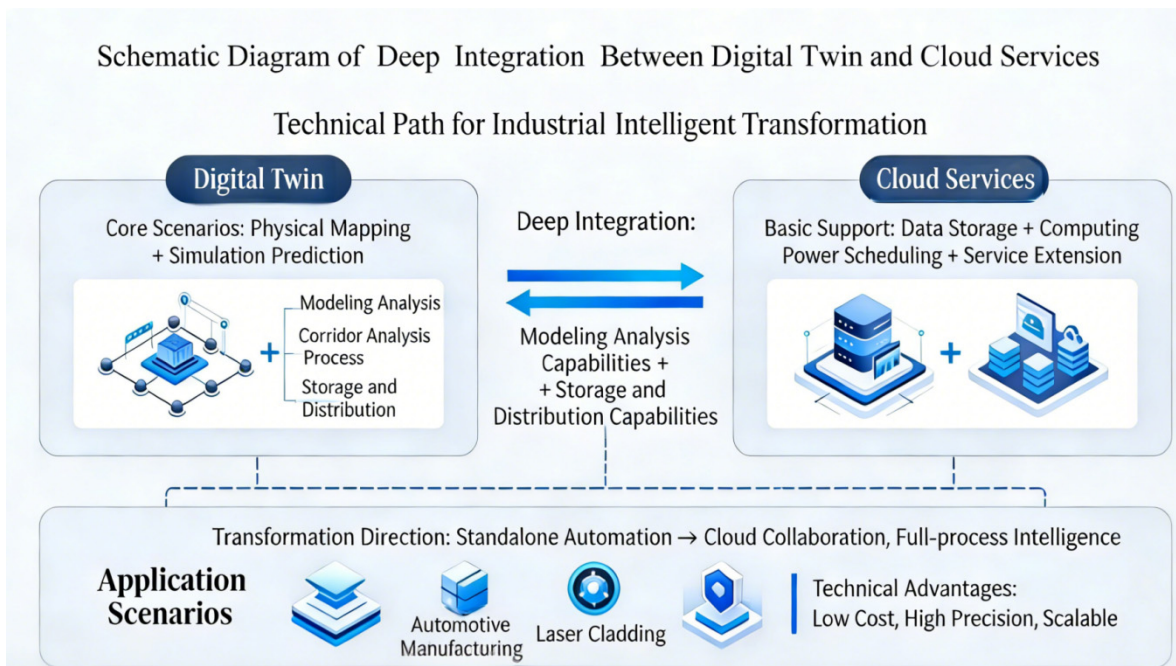 Schematic Diagram of Deep Integration Between Digital Twin and Cloud Services
Technical Path for Industrial Intelligent Transformation
Digital Twin
Core Scenarios: Physical Mapping
+ Simulation Prediction
Modeling Analysis
Corridor Analysis
Process
Storage and
Distribution
Deep Integration:
Modeling Analysis
Capabilities +
+ Storage and
Distribution Capabilities
Cloud Services
Basic Support: Data Storage + Computing
Power Scheduling + Service Extension
Transformation Direction: Standalone Automation → Cloud Collaboration, Full-process Intelligence
Application
Scenarios
Automotive
Manufacturing
Laser Cladding
Technical Advantages:
Low Cost, High Precision, Scalable